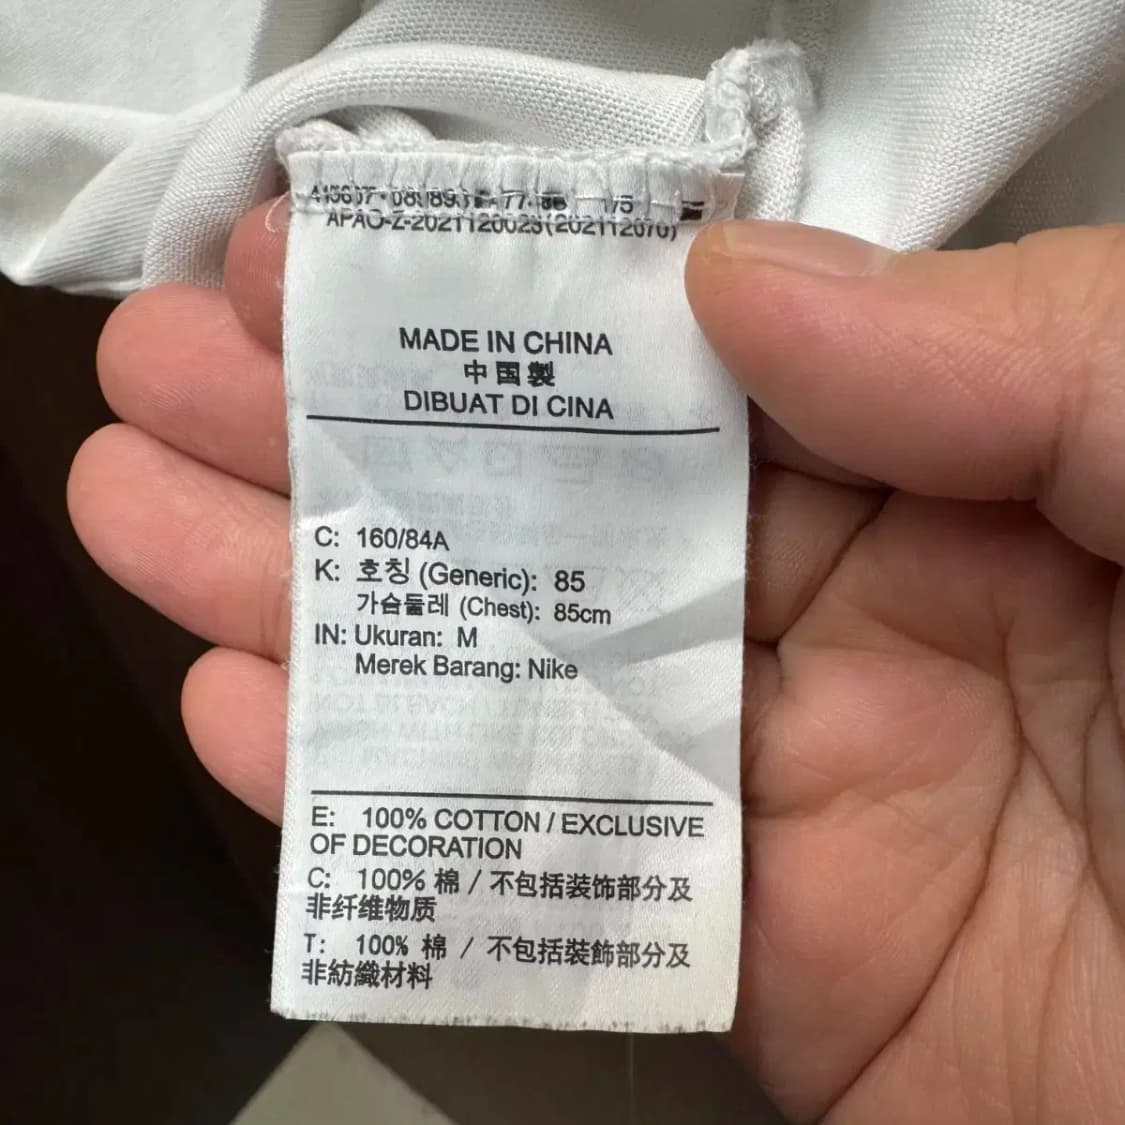 APAO-Z-2021120023(202112070)
MADE IN CHINA
中国製
DIBUAT DI CINA
C: 160/84A
K: 호칭 (Generic): 85
가슴둘레 (Chest): 85cm
IN: Ukuran: M
Merek Barang: Nike
E: 100% COTTON / EXCLUSIVE
OF DECORATION
C: 100% 棉 / 不包括装饰部分及
非纤维物质
T: 100% 棉 / 不包括裝飾部分及
非紡織材料